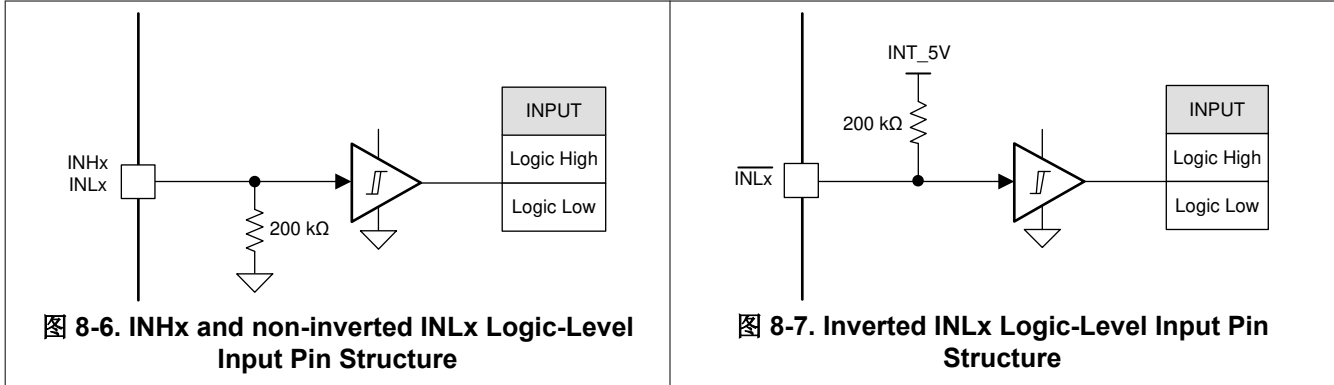 INHx
INLx
200 kΩ
INPUT
Logic High
Logic Low
图 8-6. INHx and non-inverted INLx Logic-Level
Input Pin Structure
INT_5V
200 kΩ
INLx
INPUT
Logic High
Logic Low
图 8-7. Inverted INLx Logic-Level Input Pin
Structure